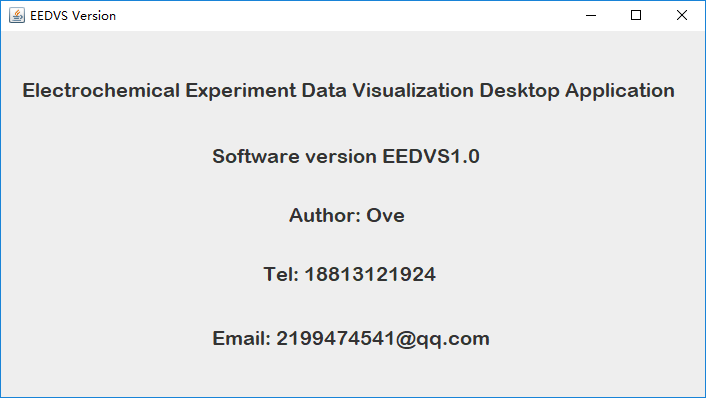 EEDVS Version
Electrochemical Experiment Data Visualization Desktop Application
Software version EEDVS1.0
Author: Ove
Tel: 18813121924
Email: 2199474541@qq.com